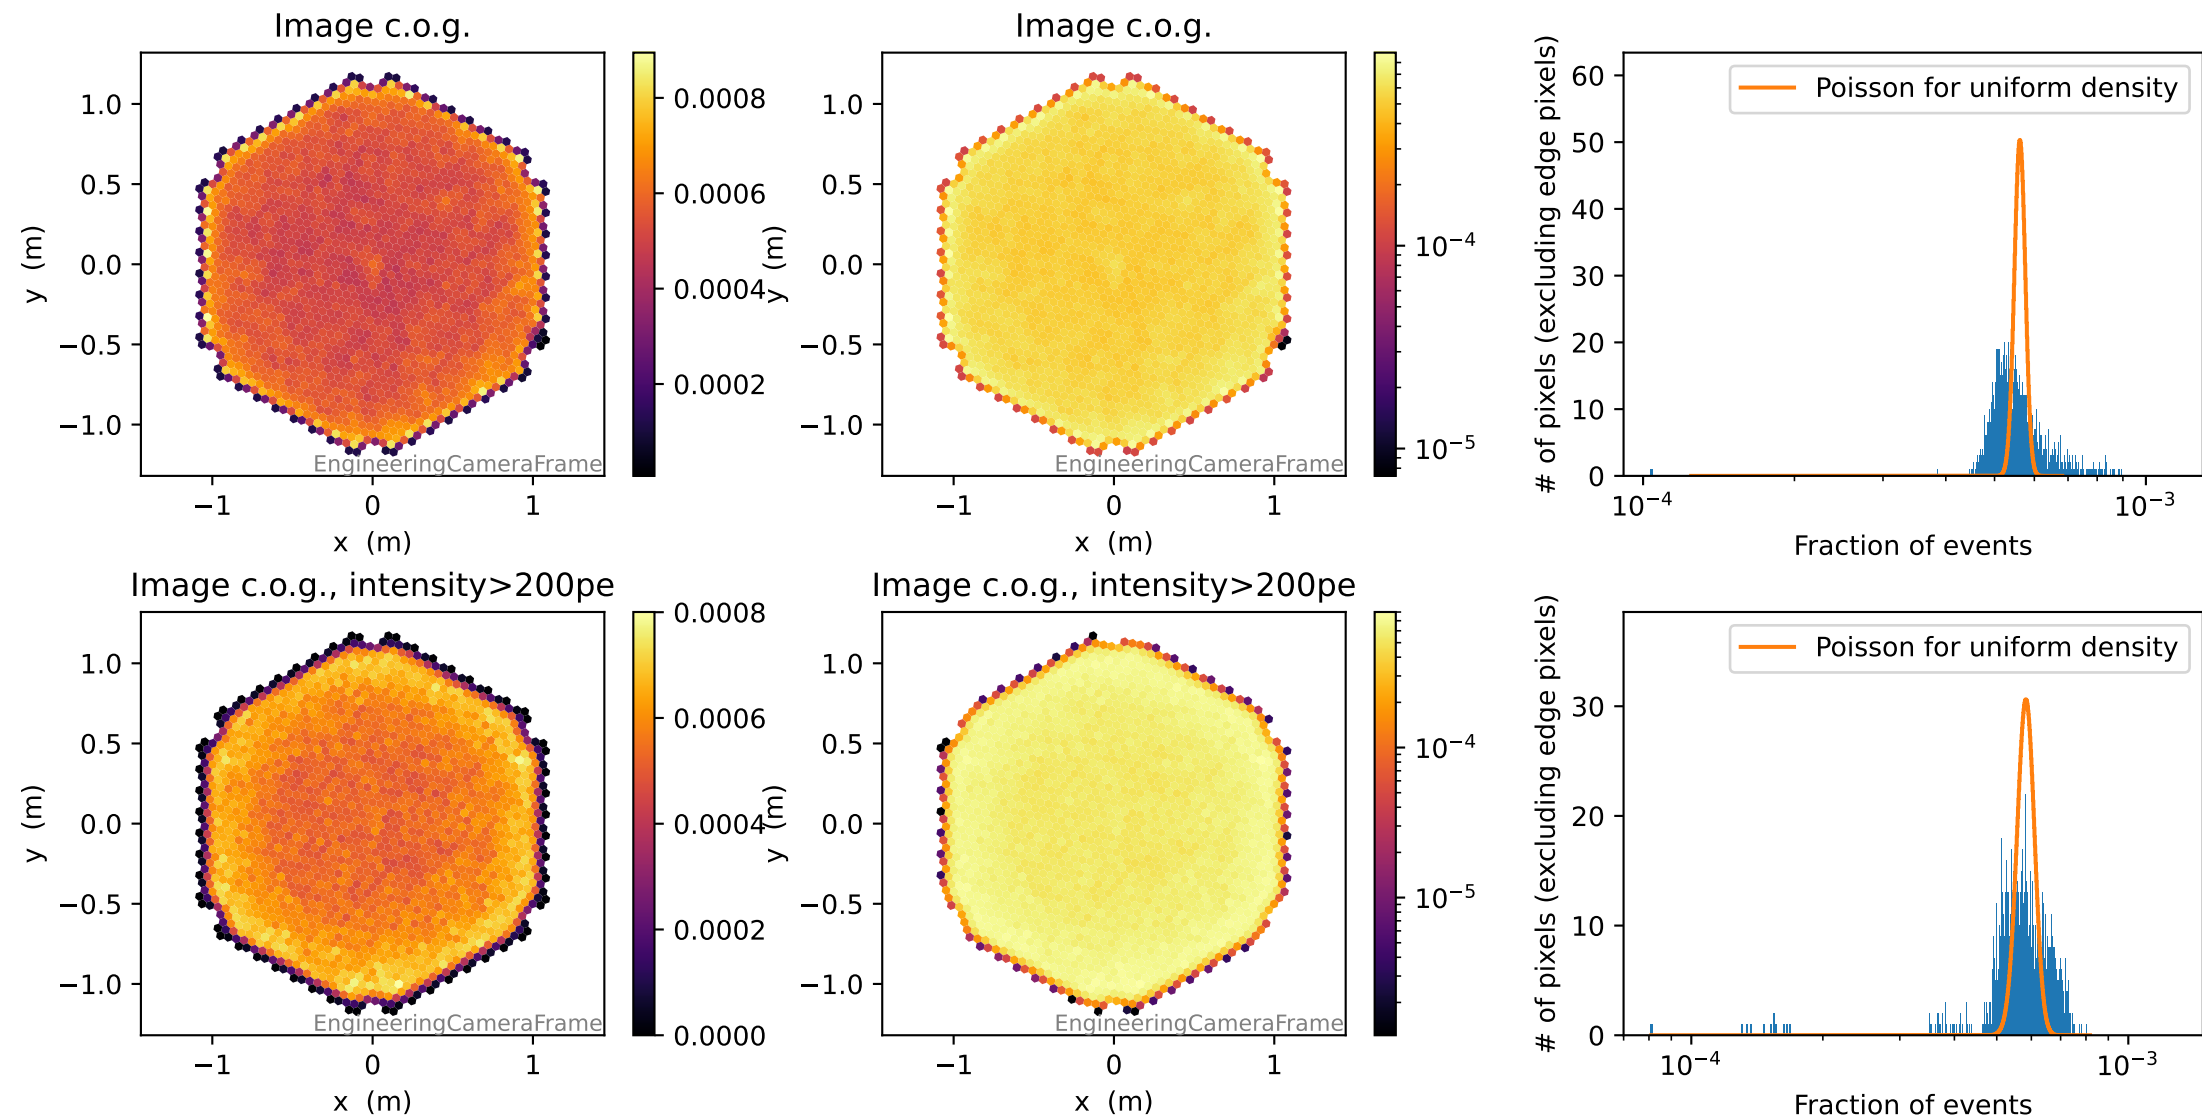 Image c.o.g.
1.0
0.5
0.0
−0.5
−1.0
y (m)
−1
0
1
x (m)
EngineeringCameraFrame
0.0008
0.0006
0.0004
0.0002
Image c.o.g.
1.0
0.5
0.0
−0.5
−1.0
y (m)
−1
0
1
x (m)
EngineeringCameraFrame
10⁻⁴
10⁻⁵
# of pixels (excluding edge pixels)
60
50
40
30
20
10
0
Poisson for uniform density
10⁻⁴
10⁻³
Fraction of events
Image c.o.g., intensity>200pe
1.0
0.5
0.0
−0.5
−1.0
y (m)
−1
0
1
x (m)
EngineeringCameraFrame
0.0008
0.0006
0.0004
0.0002
0.0000
Image c.o.g., intensity>200pe
1.0
0.5
0.0
−0.5
−1.0
y (m)
−1
0
1
x (m)
EngineeringCameraFrame
10⁻⁴
10⁻⁵
# of pixels (excluding edge pixels)
30
20
10
0
Poisson for uniform density
10⁻⁴
10⁻³
Fraction of events